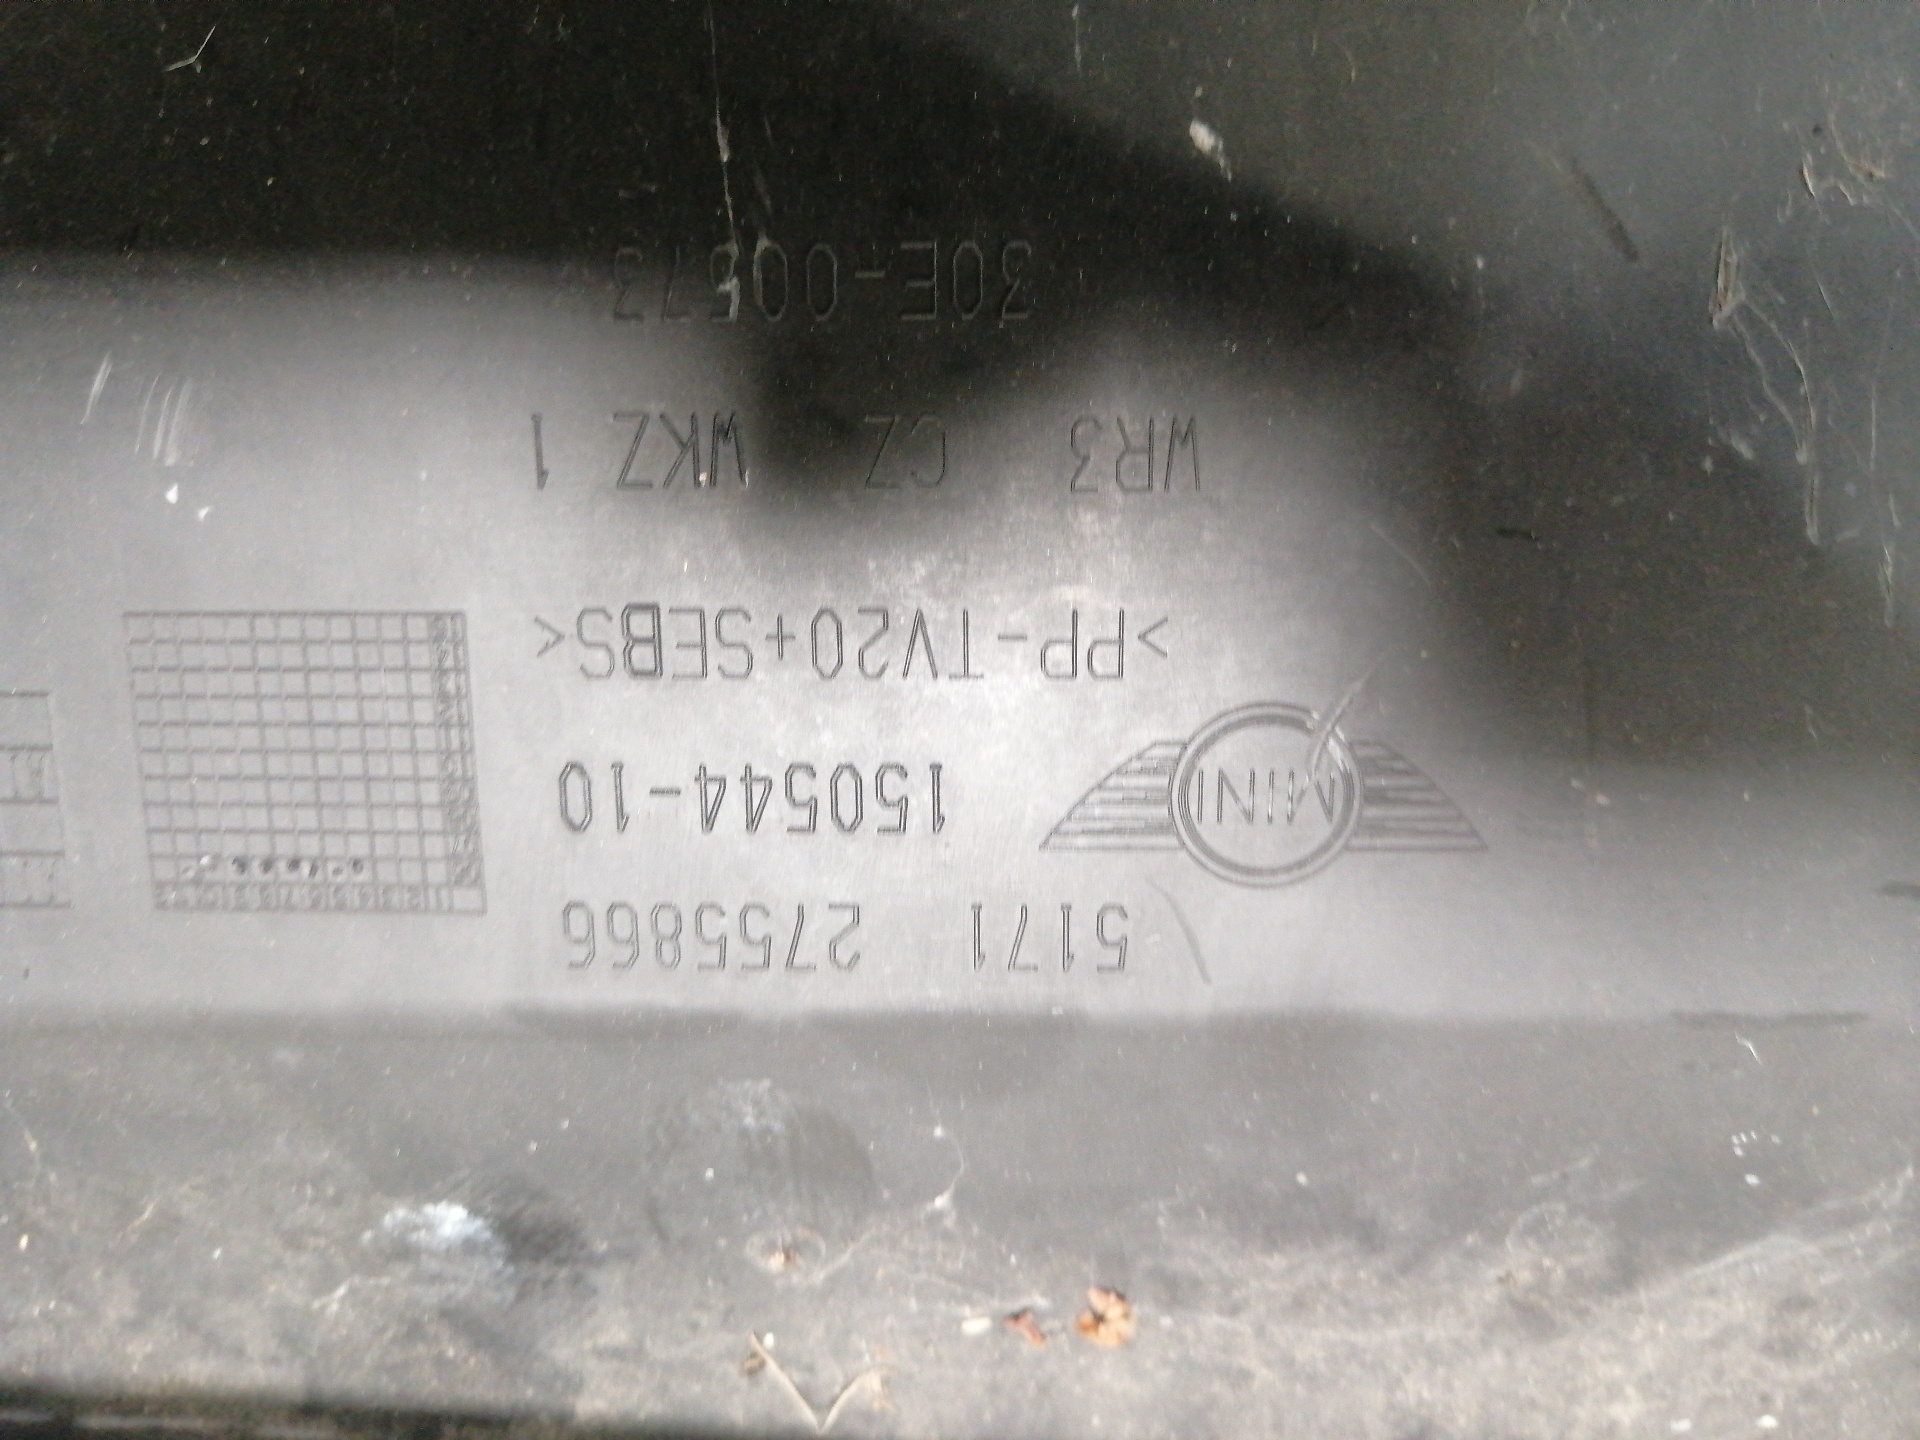 5171 2755866
MINI 150544-10
>PP-TV20+SEBS<
WR3 CZ WKZ 1
30E-00573